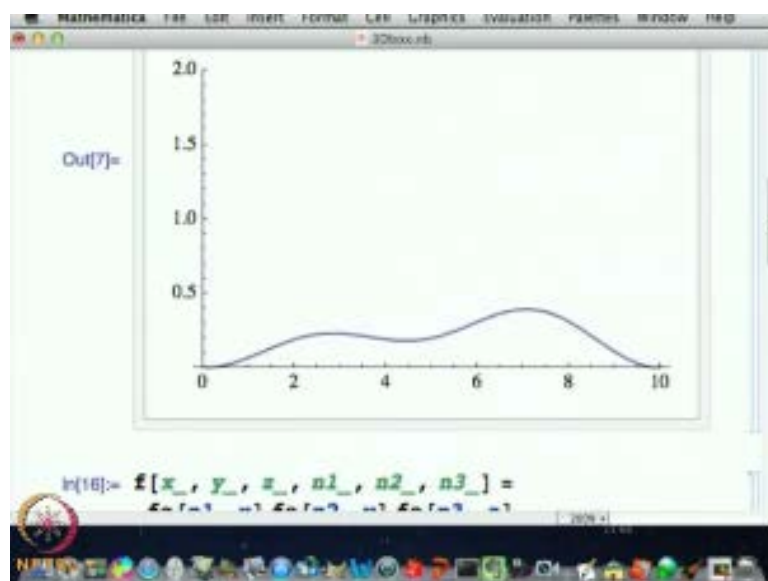 Mathematica File Edit Insert Format Cell Graphics Evaluation Palettes Window Help
2.0
1.5
Out[7]=
1.0
0.5
0 2 4 6 8 10
In[16]:= f[x_, y_, z_, n1_, n2_, n3_] =